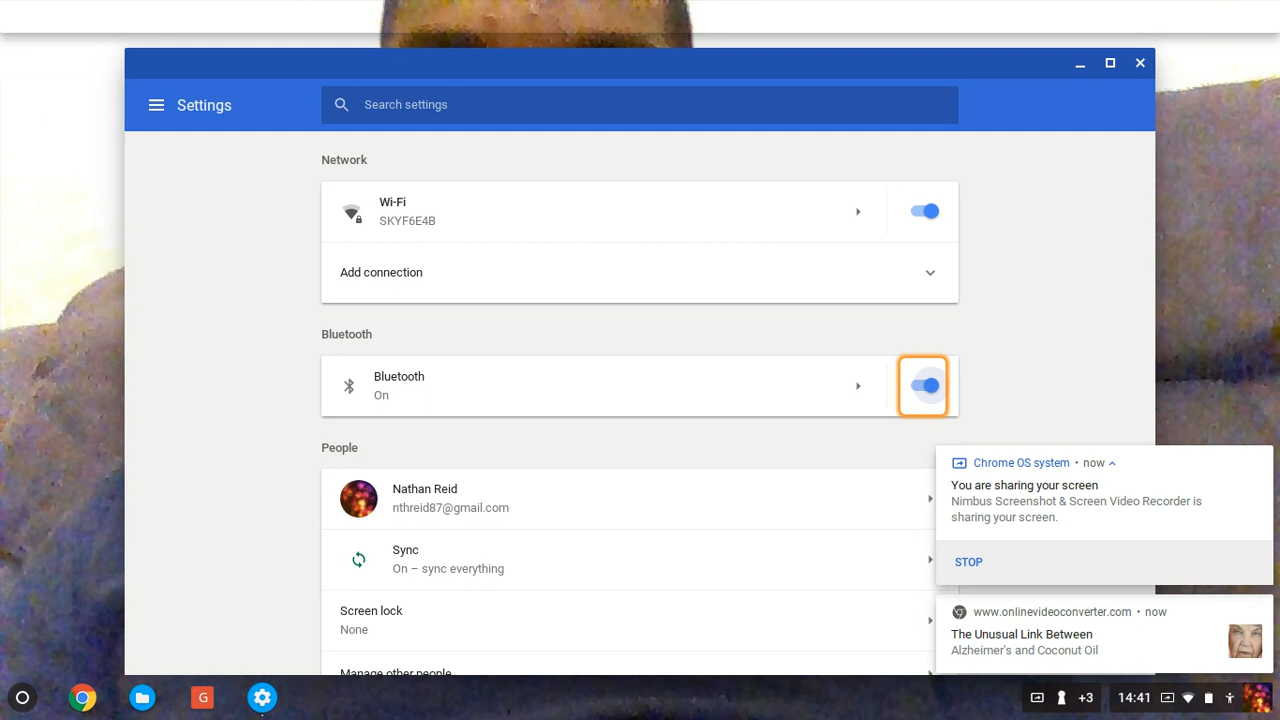 Settings
Search settings
Network
Wi-Fi
SKYF6E4B
Add connection
Bluetooth
Bluetooth
On
People
Nathan Reid
nthreid87@gmail.com
Sync
On – sync everything
Screen lock
None
Manage other people
Chrome OS system • now
You are sharing your screen
Nimbus Screenshot & Screen Video Recorder is
sharing your screen.
STOP
www.onlinevideoconverter.com • now
The Unusual Link Between
Alzheimer's and Coconut Oil
G
+3
14:41